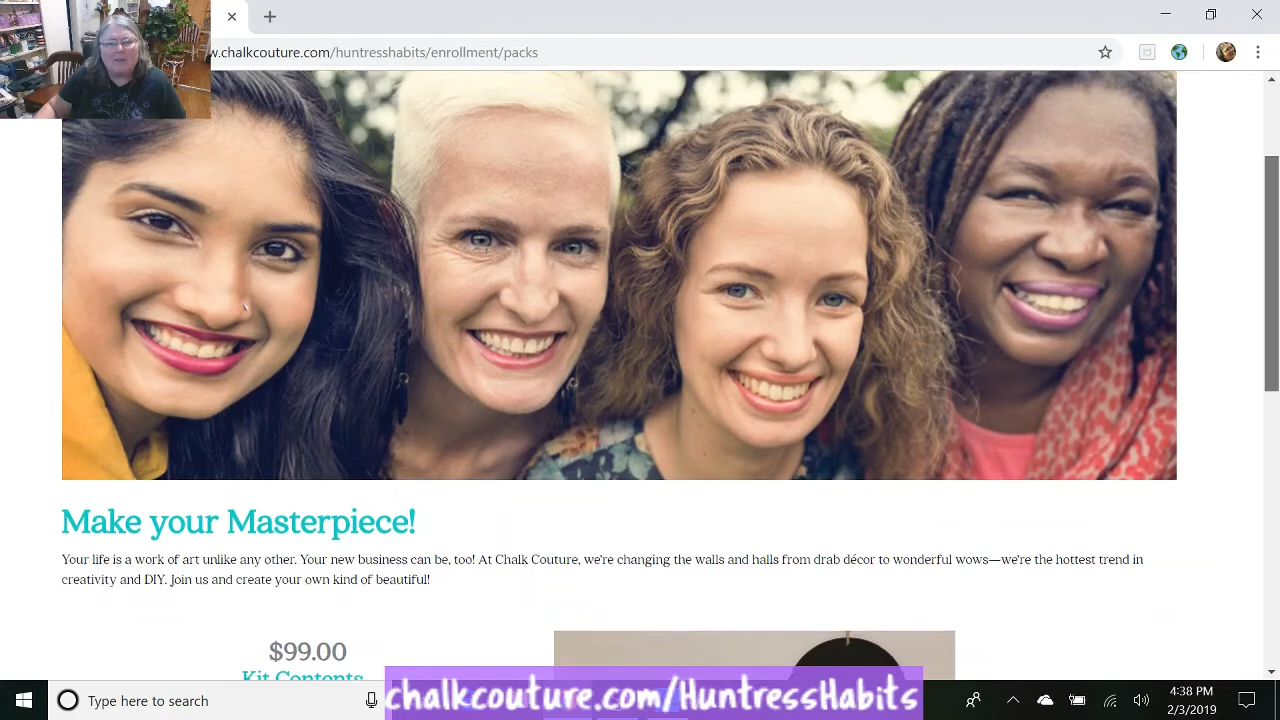 w.chalkcouture.com/huntresshabits/enrollment/packs
Make your Masterpiece!
Your life is a work of art unlike any other. Your new business can be, too! At Chalk Couture, we're changing the walls and halls from drab décor to wonderful wows—we're the hottest trend in
creativity and DIY. Join us and create your own kind of beautiful!
$99.00
Kit Contents
chalkcouture.com/HuntressHabits
Type here to search
4:38 PM
2/3/2019